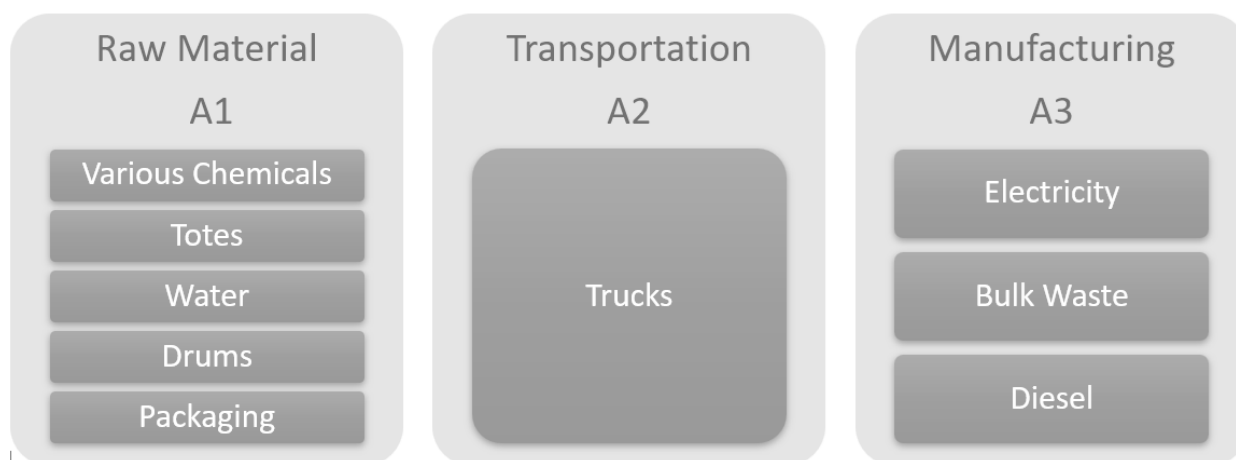 Raw Material
A1
Various Chemicals
Totes
Water
Drums
Packaging
Transportation
A2
Trucks
Manufacturing
A3
Electricity
Bulk Waste
Diesel